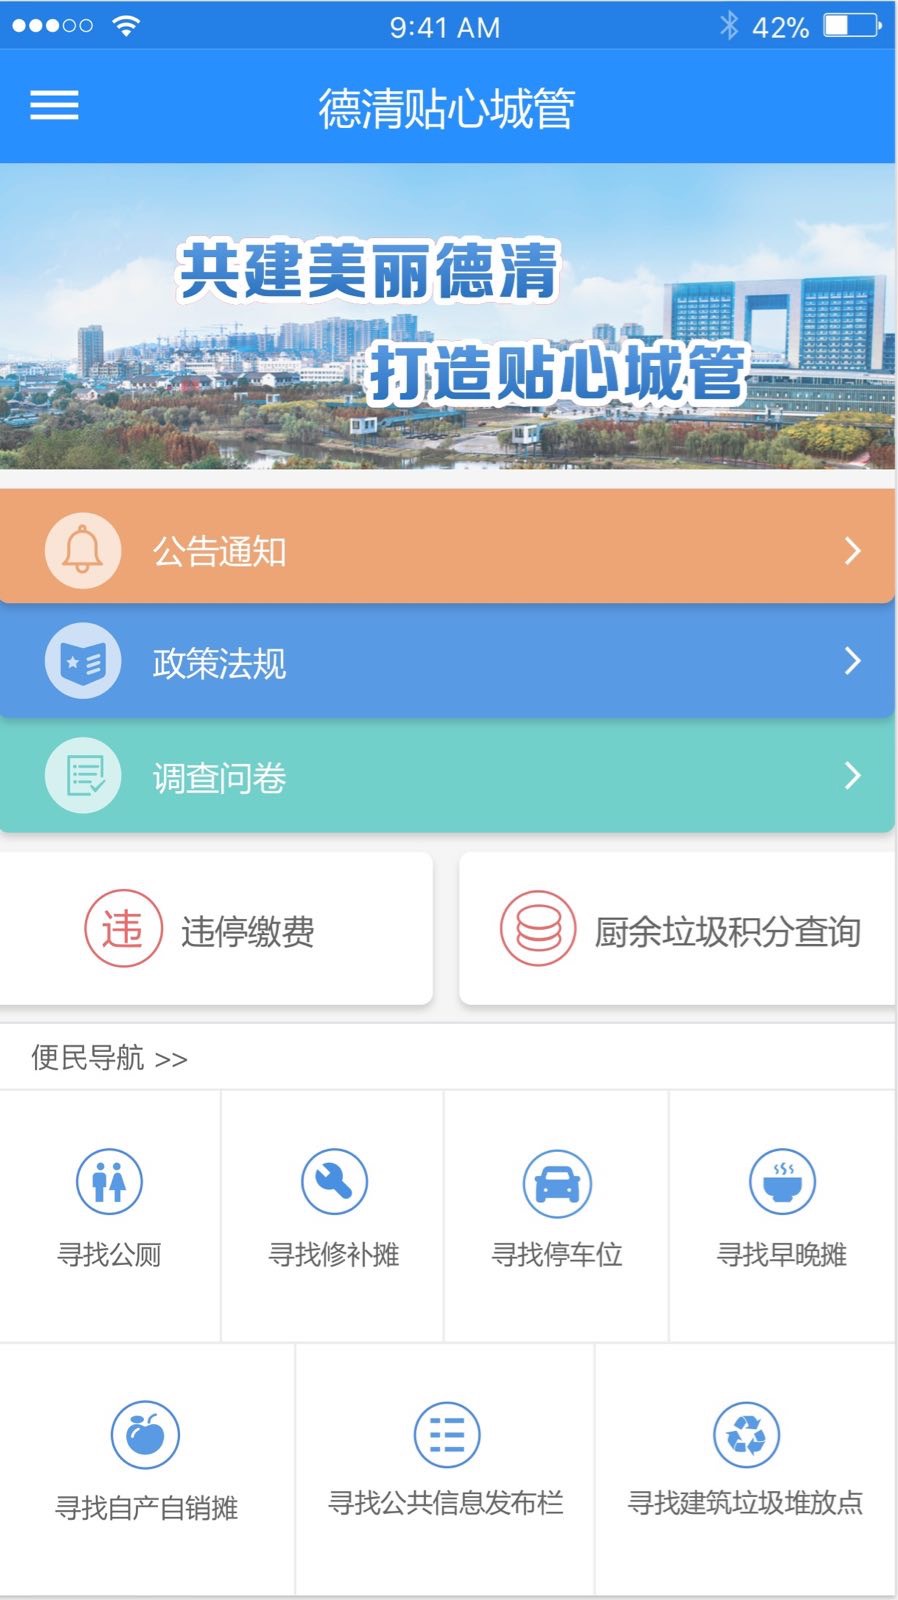 9:41 AM 42%
德清贴心城管
共建美丽德清
打造贴心城管
公告通知
政策法规
调查问卷
违 违停缴费
厨余垃圾积分查询
便民导航 >>
寻找公厕
寻找修补摊
寻找停车位
寻找早晚摊
寻找自产自销摊
寻找公共信息发布栏
寻找建筑垃圾堆放点